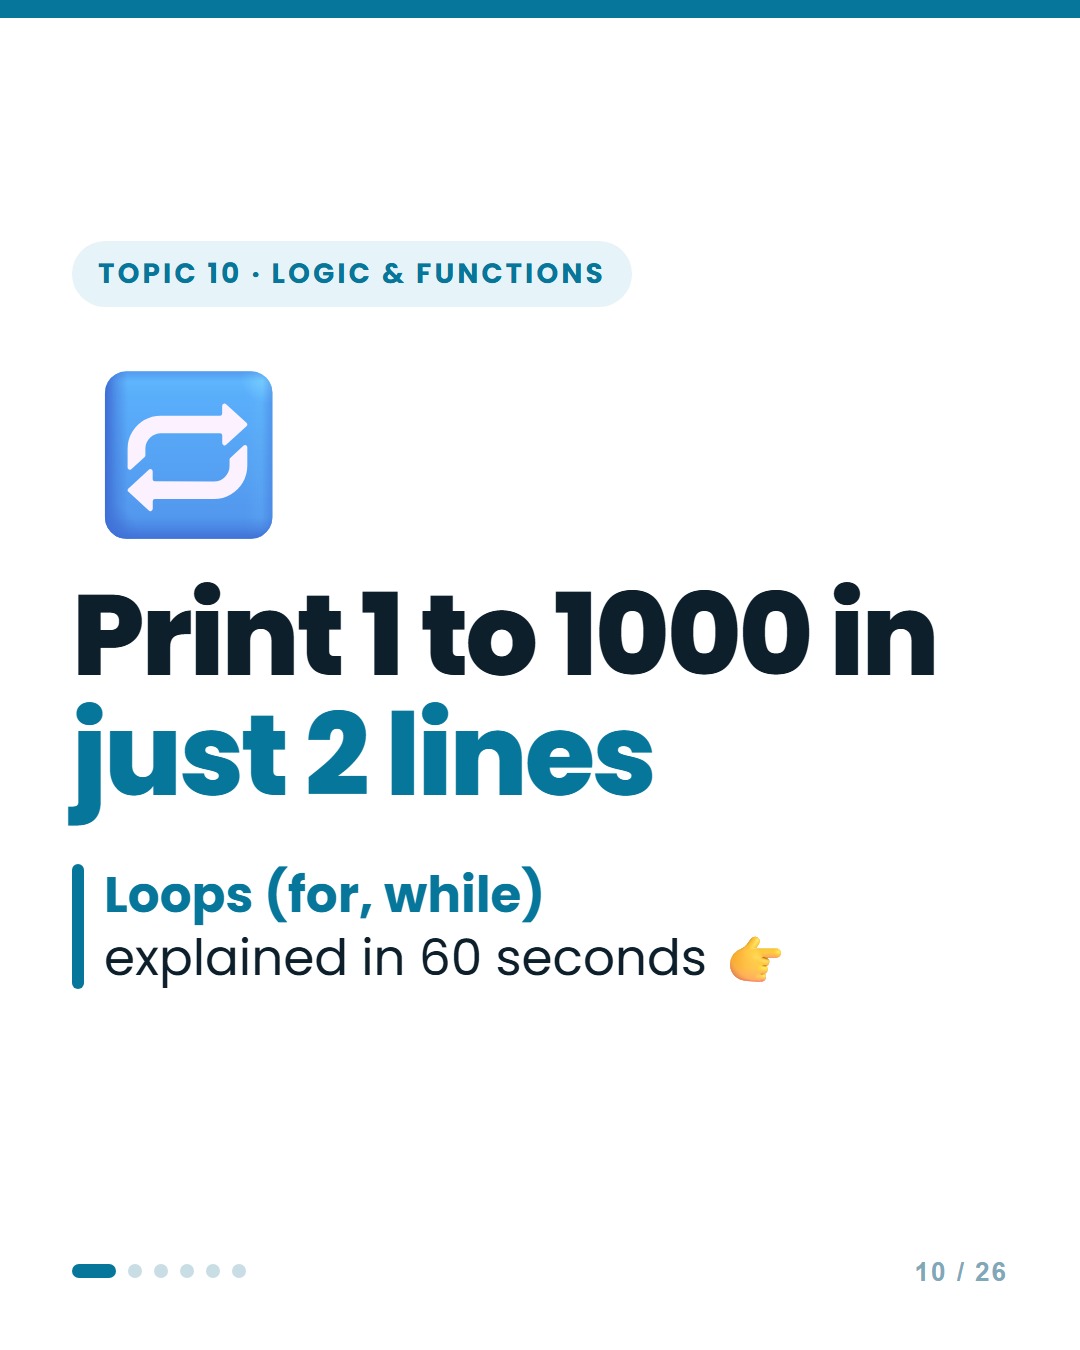 TOPIC 10 · LOGIC & FUNCTIONS
Print 1 to 1000 in
just 2 lines
Loops (for, while)
explained in 60 seconds 👉
10 / 26